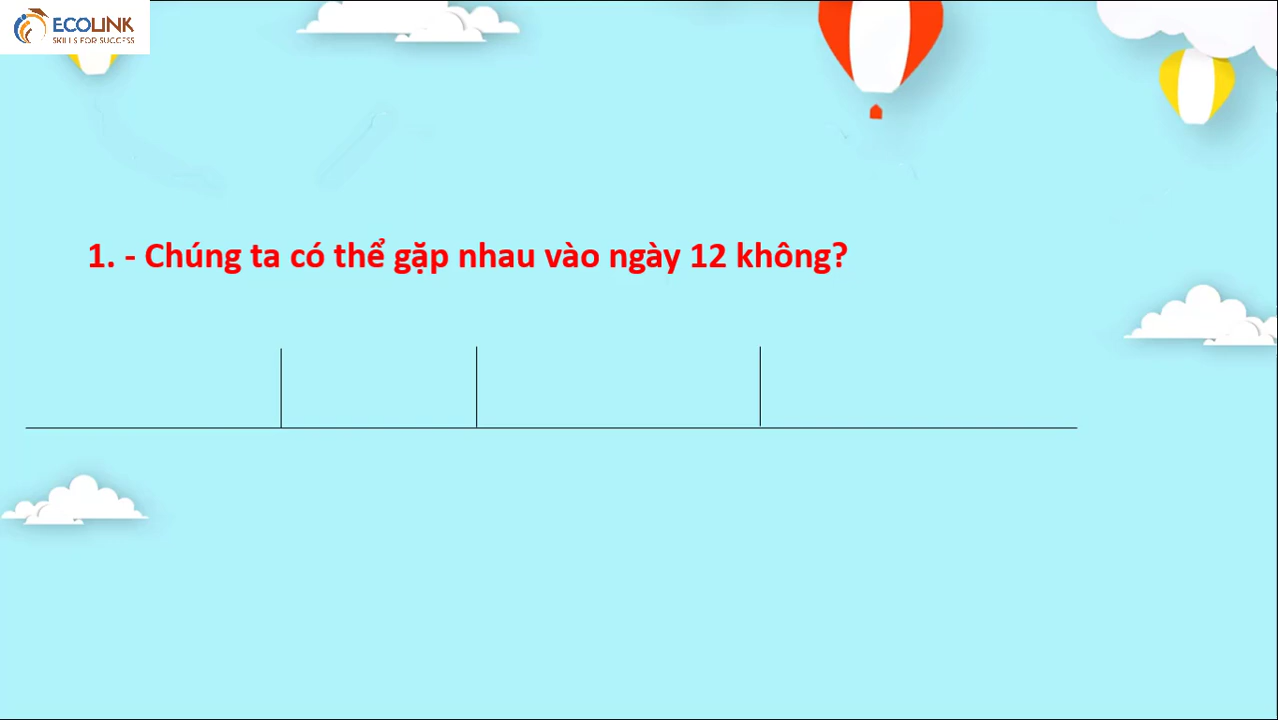 ECOLINK
SKILLS FOR SUCCESS
1. - Chúng ta có thể gặp nhau vào ngày 12 không?